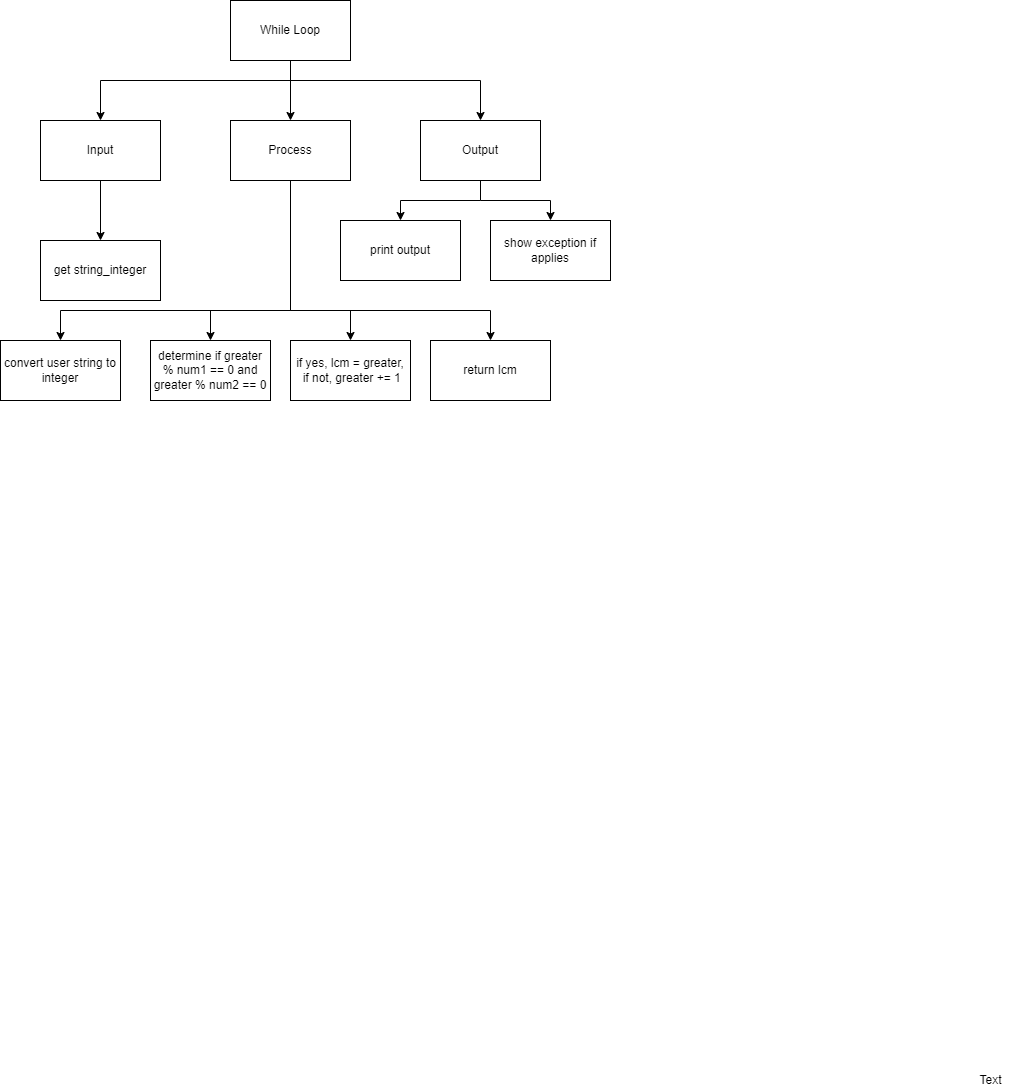 While Loop
Input
Process
Output
print output
show exception if
applies
get string_integer
convert user string to
integer
determine if greater
% num1 == 0 and
greater % num2 == 0
if yes, lcm = greater,
if not, greater += 1
return lcm
Text